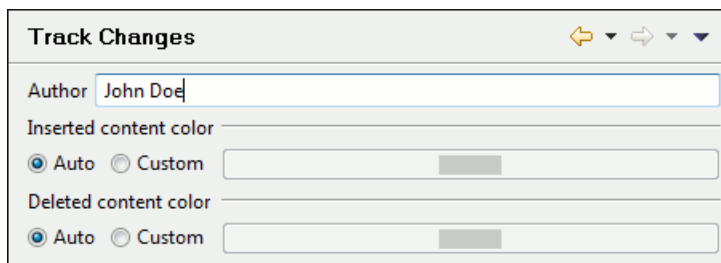 Track Changes
Author John Doe
Inserted content color
Auto Custom
Deleted content color
Auto Custom